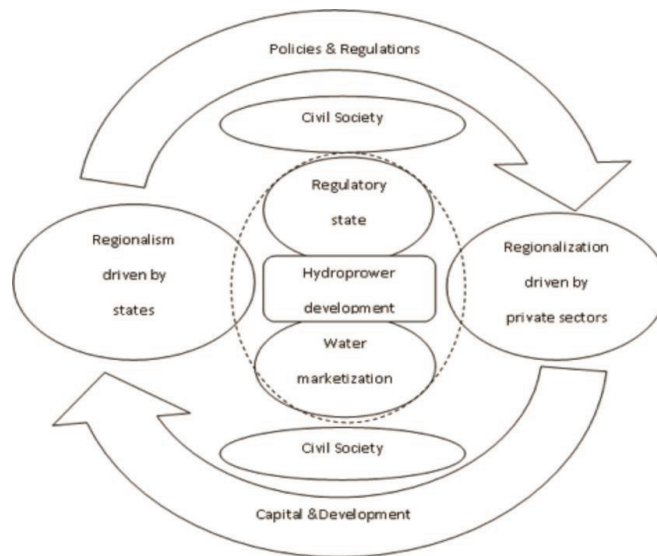 Policies & Regulations
Civil Society
Regulatory
state
Regionalism
driven by
states
Hydroprower
development
Regionalization
driven by
private sectors
Water
marketization
Civil Society
Capital &Development